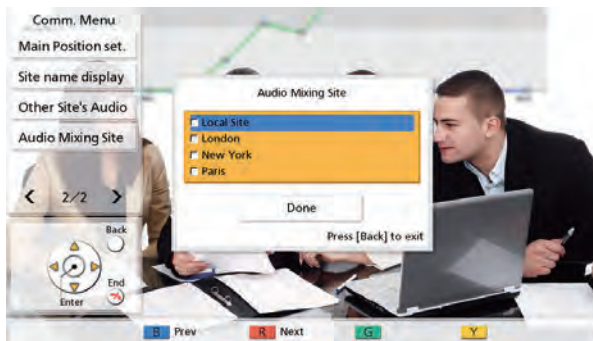 Comm. Menu
Main Position set.
Site name display
Other Site's Audio
Audio Mixing Site
2/2
Back
End
Enter
Audio Mixing Site
Local Site
London
New York
Paris
Done
Press [Back] to exit
B Prev R Next G Y